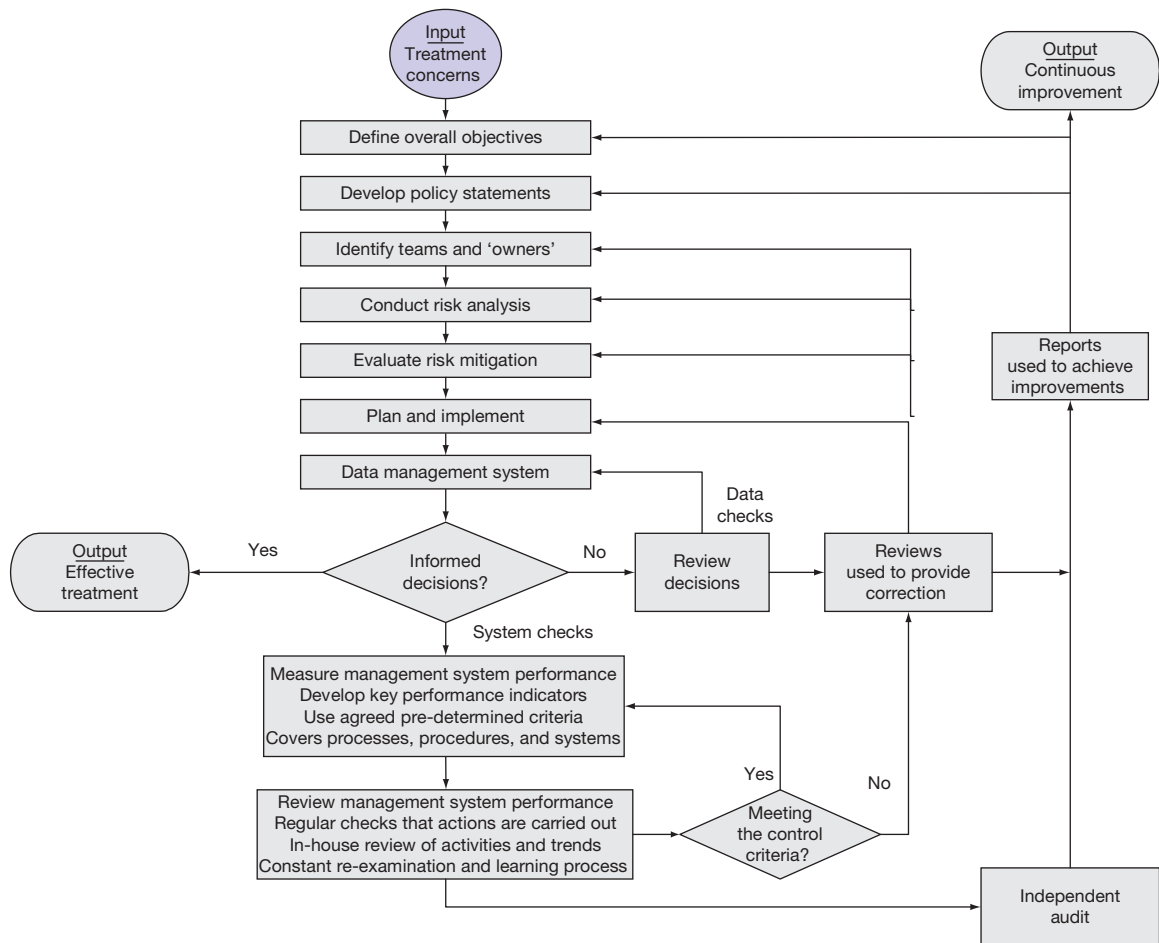 Input
Treatment
concerns
Output
Continuous
improvement
Define overall objectives
Develop policy statements
Identify teams and ‘owners’
Conduct risk analysis
Evaluate risk mitigation
Reports
used to achieve
improvements
Plan and implement
Data management system
Data
checks
Output
Effective
treatment
Yes
Informed
decisions?
No
Review
decisions
Reviews
used to provide
correction
System checks
Measure management system performance
Develop key performance indicators
Use agreed pre-determined criteria
Covers processes, procedures, and systems
Yes
No
Review management system performance
Regular checks that actions are carried out
In-house review of activities and trends
Constant re-examination and learning process
Meeting
the control
criteria?
Independent
audit